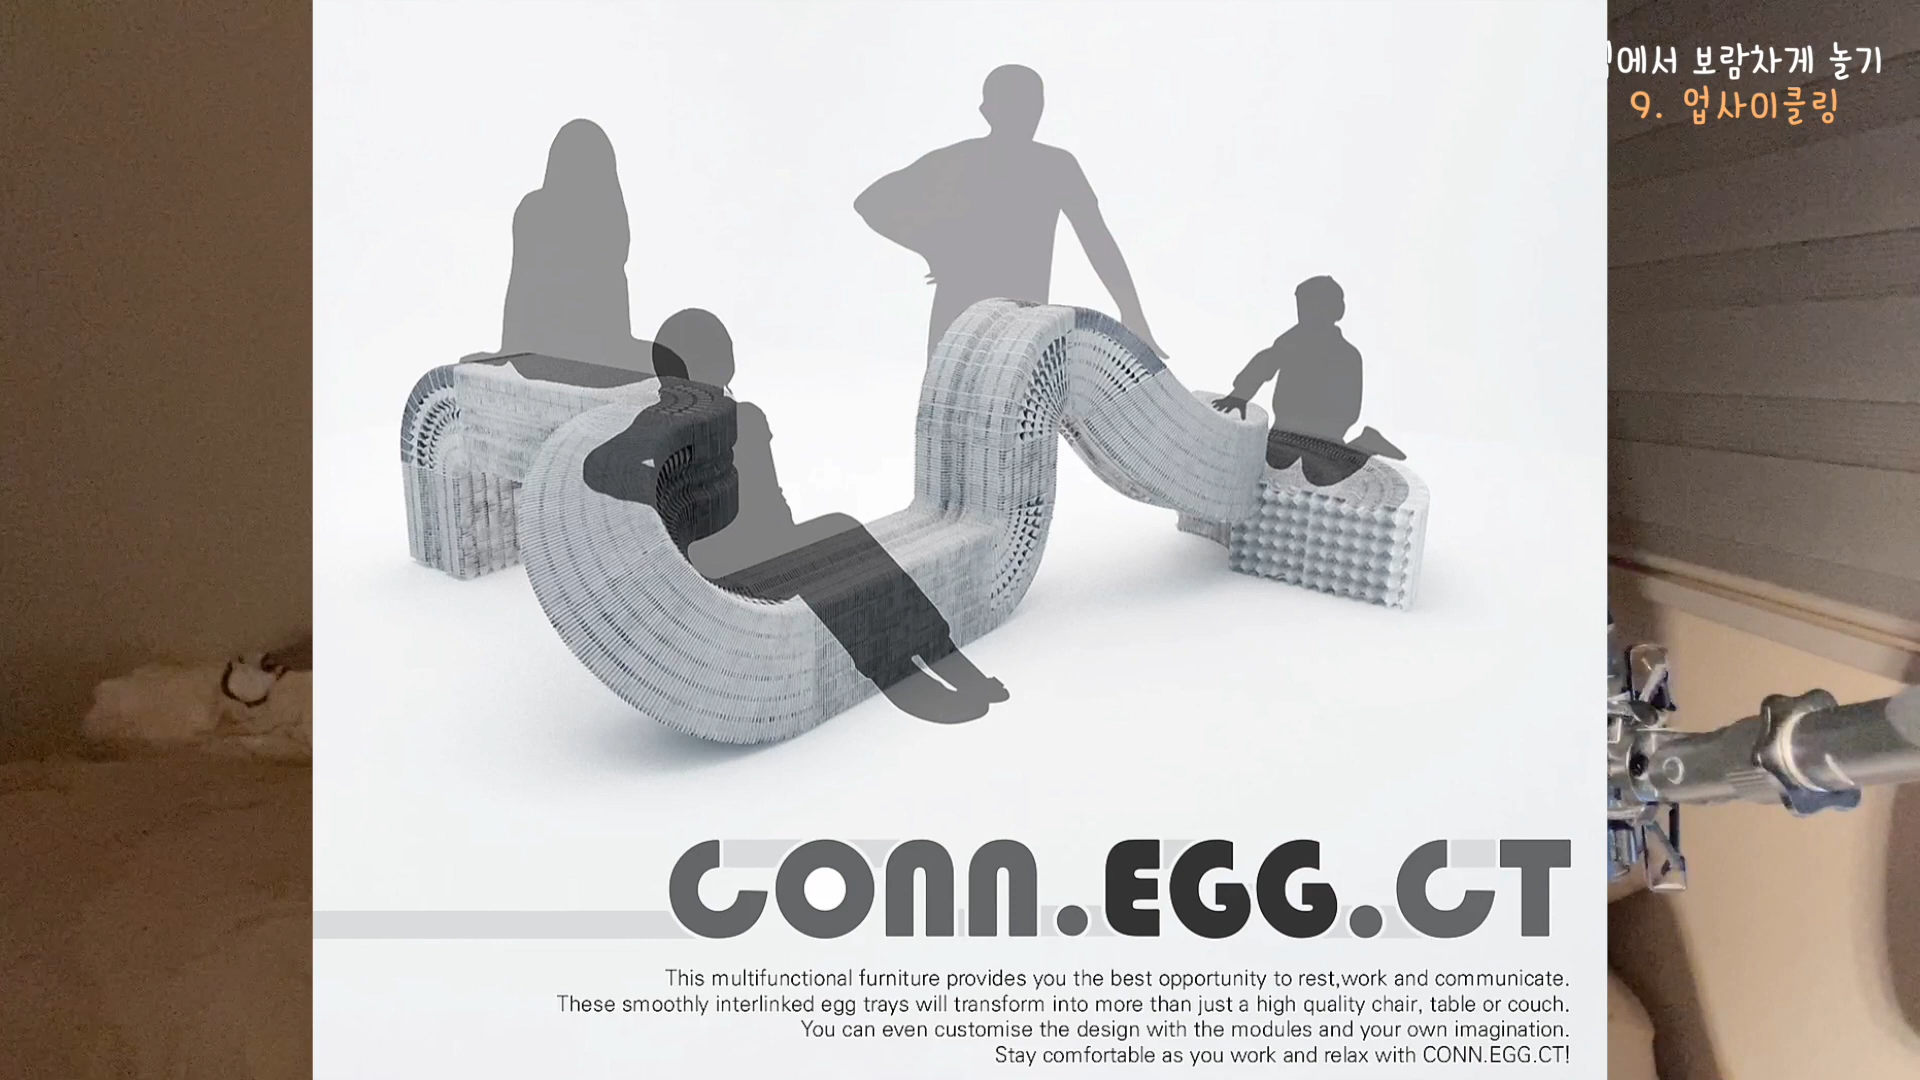 에서 보람차게 놀기
9. 업사이클링
CONN.EGG.CT
This multifunctional furniture provides you the best opportunity to rest,work and communicate.
These smoothly interlinked egg trays will transform into more than just a high quality chair, table or couch.
You can even customise the design with the modules and your own imagination.
Stay comfortable as you work and relax with CONN.EGG.CT!